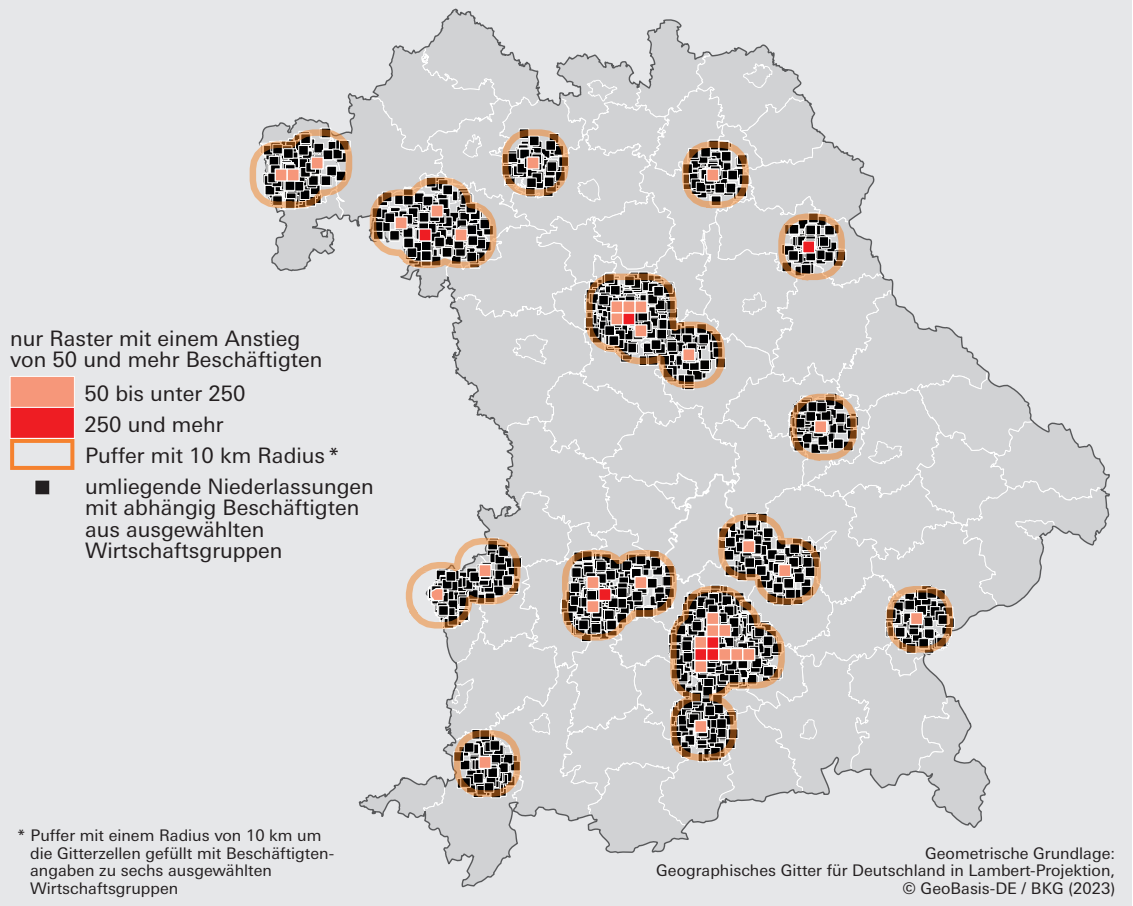 nur Raster mit einem Anstieg
von 50 und mehr Beschäftigten
50 bis unter 250
250 und mehr
Puffer mit 10 km Radius *
umliegende Niederlassungen
mit abhängig Beschäftigten
aus ausgewählten
Wirtschaftsgruppen
* Puffer mit einem Radius von 10 km um
die Gitterzellen gefüllt mit Beschäftigten-
angaben zu sechs ausgewählten
Wirtschaftsgruppen
Geometrische Grundlage:
Geographisches Gitter für Deutschland in Lambert-Projektion,
© GeoBasis-DE / BKG (2023)